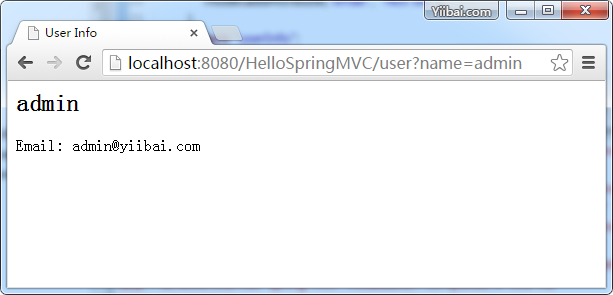 Yiibai.com
User Info
localhost:8080/HelloSpringMVC/user?name=admin
admin
Email: admin@yiibai.com